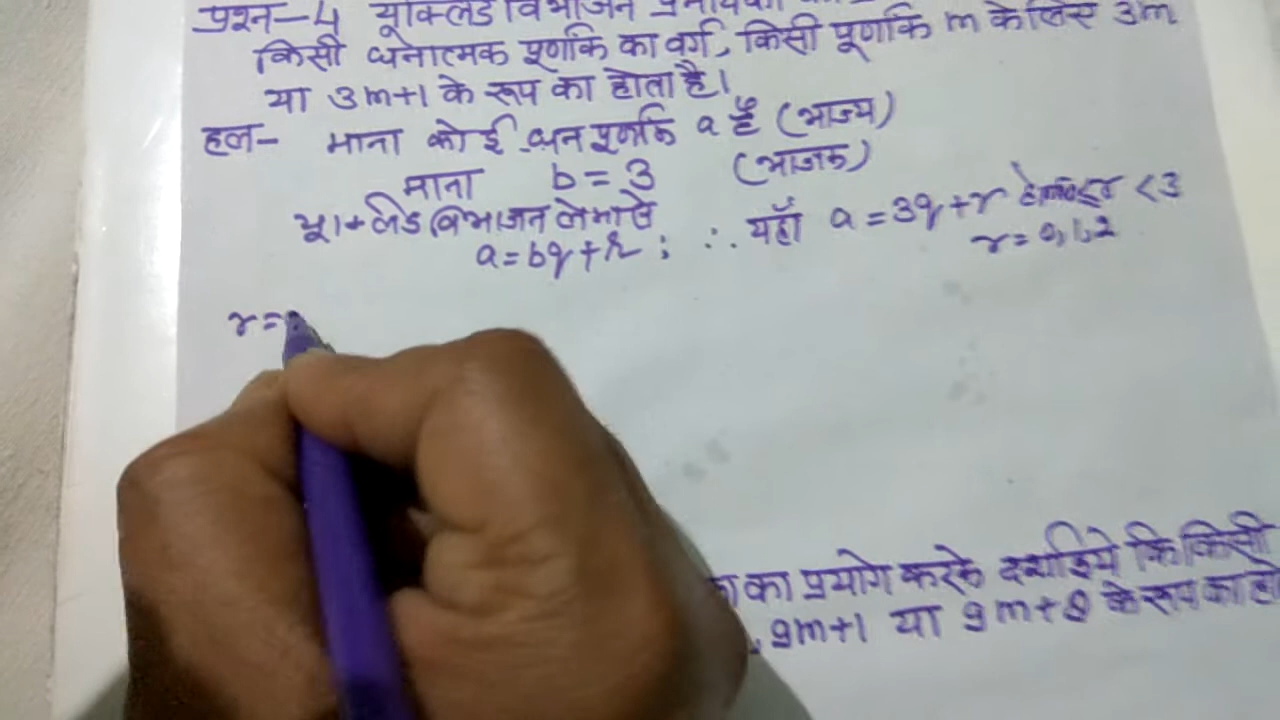 प्रश्न-4 यूक्लिड विभाजन
किसी धनात्मक पूर्णांक का वर्ग, किसी पूर्णांक m के लिए 3m
या 3m+1 के रूप का होता है।
हल- माना कोई धन पूर्णांक a है (भाज्य)
माना b = 3 (भाजक)
यूक्लिड विभाजन लेमा से
a = bq + r ; ∴ यहाँ a = 3q + r < 3
r = 0, 1, 2
r =
का प्रयोग करके दर्शाइये कि किसी
, 9m+1 या 9m+8 के रूप का हो